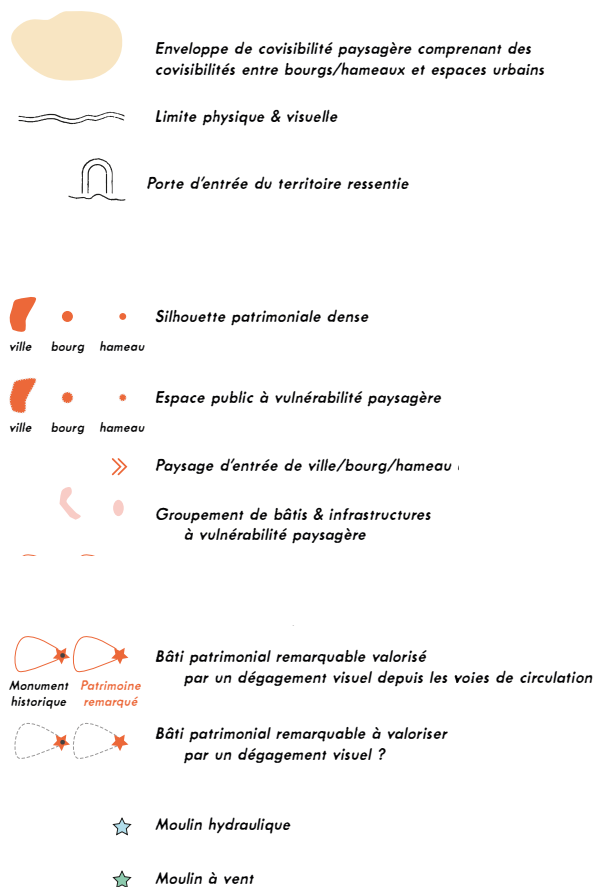 Enveloppe de covisibilité paysagère comprenant des
covisibilités entre bourgs/hameaux et espaces urbains
Limite physique & visuelle
Porte d'entrée du territoire ressentie
Silhouette patrimoniale dense
ville bourg hameau
Espace public à vulnérabilité paysagère
ville bourg hameau
Paysage d'entrée de ville/bourg/hameau
Groupement de bâtis & infrastructures
à vulnérabilité paysagère
Bâti patrimonial remarquable valorisé
par un dégagement visuel depuis les voies de circulation
Monument Patrimoine
historique remarqué
Bâti patrimonial remarquable à valoriser
par un dégagement visuel ?
Moulin hydraulique
Moulin à vent